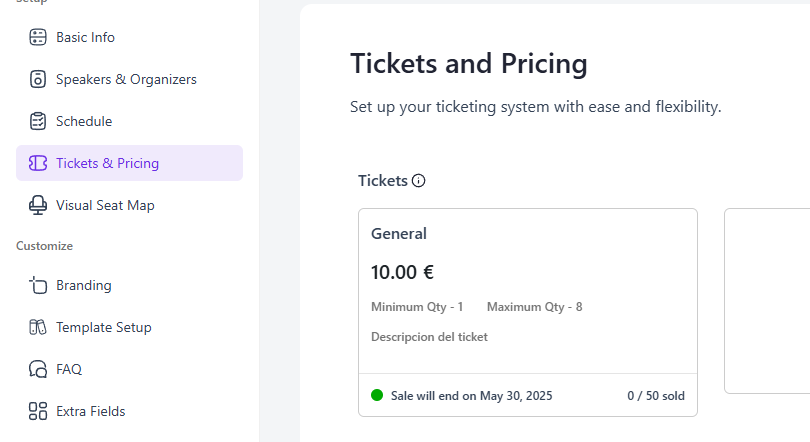 Setup
Basic Info
Speakers & Organizers
Schedule
Tickets & Pricing
Visual Seat Map
Customize
Branding
Template Setup
FAQ
Extra Fields
Tickets and Pricing
Set up your ticketing system with ease and flexibility.
Tickets
General
10.00 €
Minimum Qty - 1 Maximum Qty - 8
Descripcion del ticket
Sale will end on May 30, 2025 0 / 50 sold